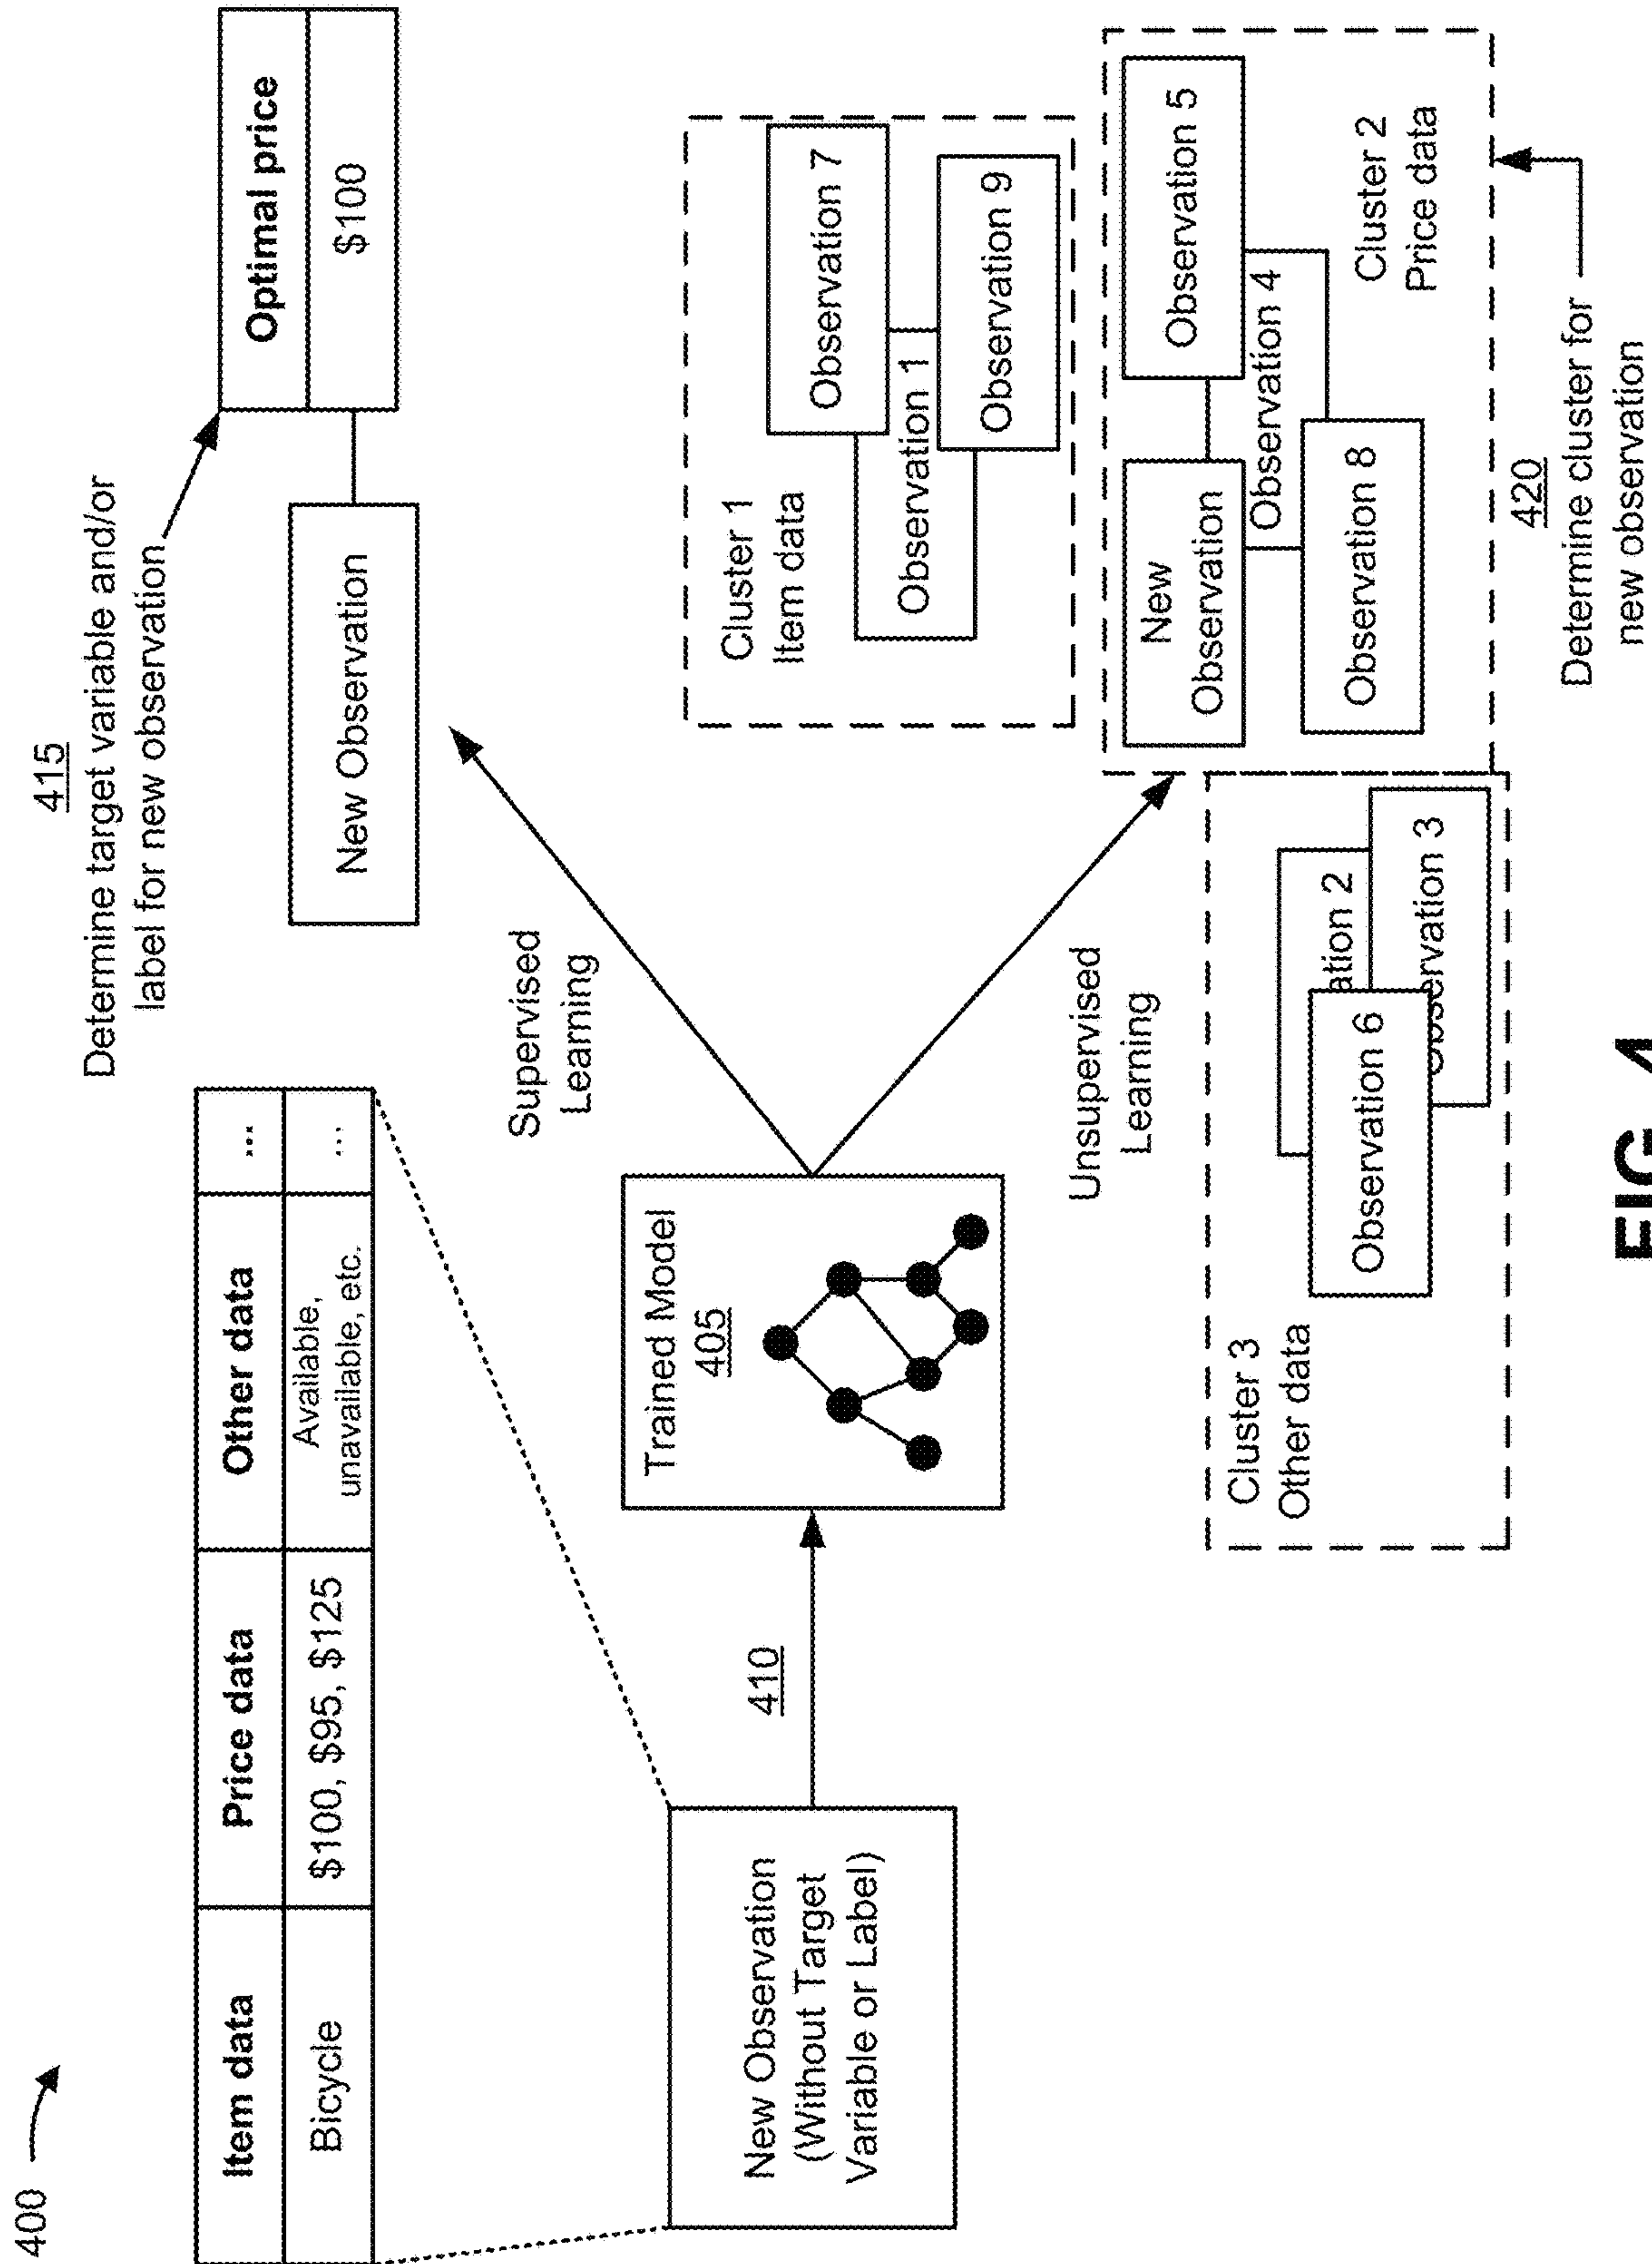 400
Item data
Price data
Other data
...
Bicycle
$100, $95, $125
Available,
unavailable, etc.
...
New Observation
(Without Target
Variable or Label)
410
Trained Model
405
Supervised
Learning
415
Determine target variable and/or
label for new observation
New Observation
Optimal price
$100
Unsupervised
Learning
Cluster 1
Item data
Observation 7
Observation 1
Observation 9
New
Observation
Observation 5
Observation 4
Observation 8
Cluster 2
Price data
Cluster 3
Other data
ation 2
Observation 6
servation 3
420
Determine cluster for
new observation
FIG. 4